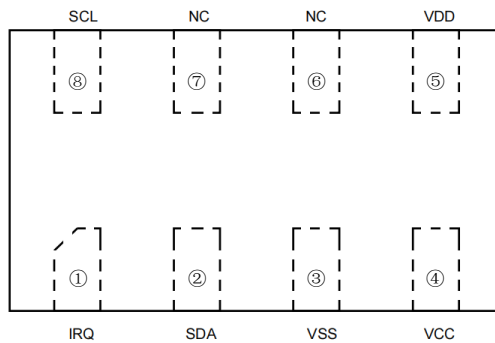 SCL NC NC VDD
⑧ ⑦ ⑥ ⑤
① ② ③ ④
IRQ SDA VSS VCC